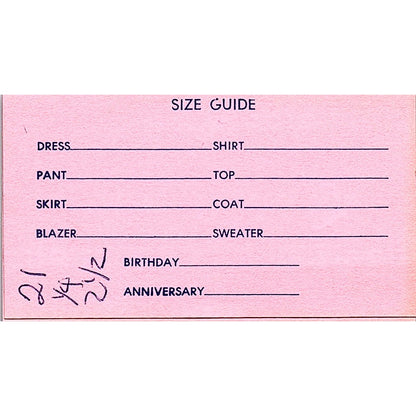 SIZE GUIDE
DRESS SHIRT
PANT TOP
SKIRT COAT
BLAZER SWEATER
BIRTHDAY
ANNIVERSARY
21
1/4
2 1/2